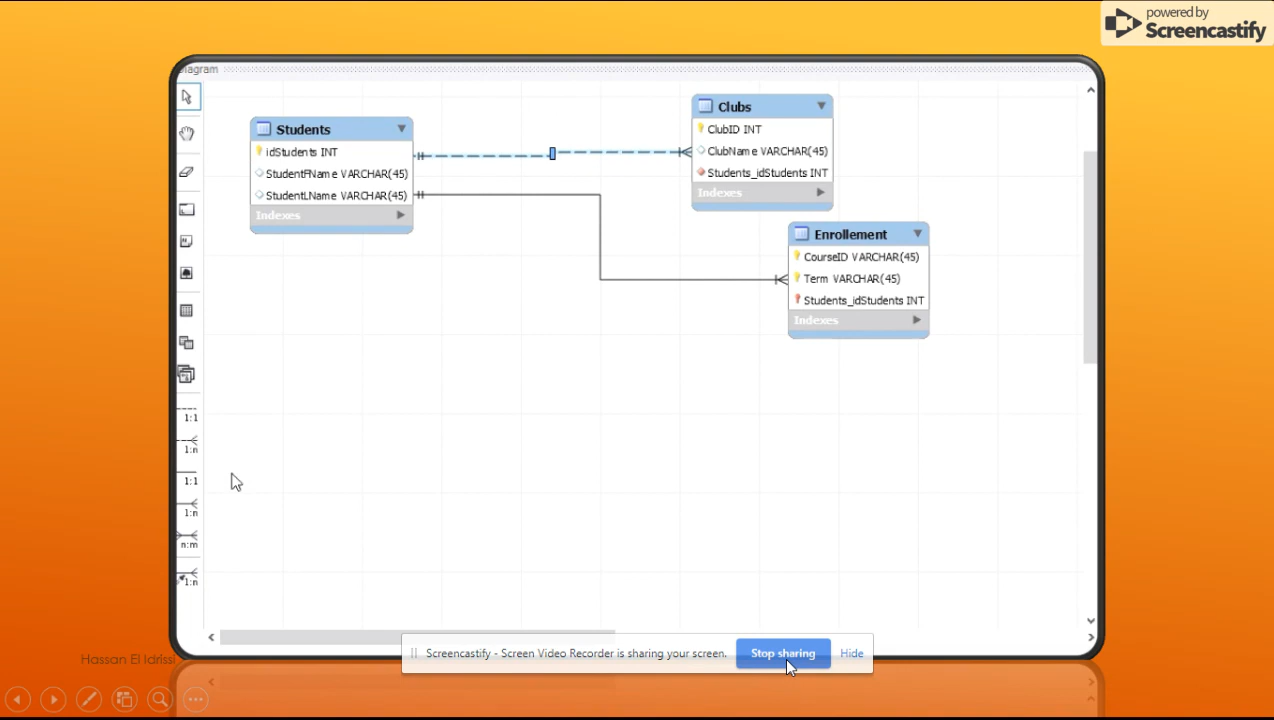 powered by
Screencastify
Diagram
Students
idStudents INT
StudentFName VARCHAR(45)
StudentLName VARCHAR(45)
Indexes
Clubs
ClubID INT
ClubName VARCHAR(45)
Students_idStudents INT
Indexes
Enrollement
CourseID VARCHAR(45)
Term VARCHAR(45)
Students_idStudents INT
Indexes
1:1
1:n
1:1
1:n
n:m
1:n
Screencastify - Screen Video Recorder is sharing your screen.
Stop sharing
Hide
Hassan El Idrissi